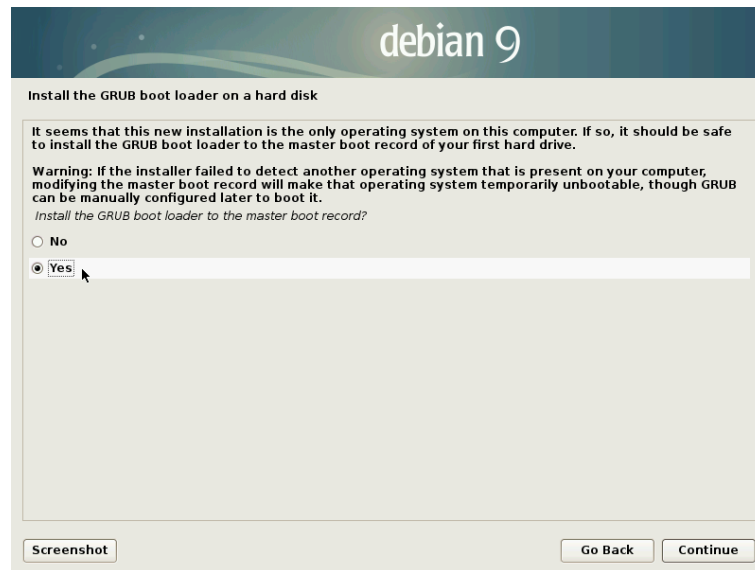 debian 9
Install the GRUB boot loader on a hard disk
It seems that this new installation is the only operating system on this computer. If so, it should be safe
to install the GRUB boot loader to the master boot record of your first hard drive.
Warning: If the installer failed to detect another operating system that is present on your computer,
modifying the master boot record will make that operating system temporarily unbootable, though GRUB
can be manually configured later to boot it.
Install the GRUB boot loader to the master boot record?
No
Yes
Screenshot
Go Back
Continue